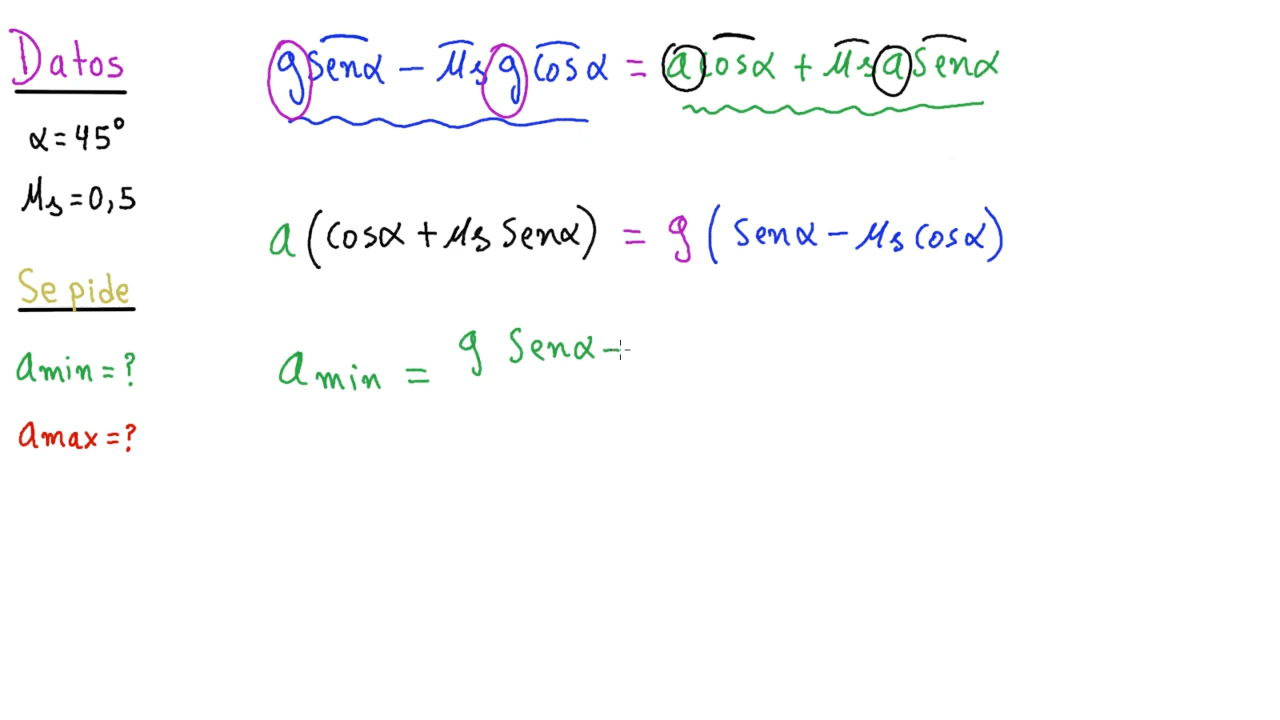 Datos
α = 45°
μs = 0,5
Se pide
amin = ?
amax = ?
g senα − μs g cosα = a cosα + μs a senα
a (cosα + μs senα) = g (senα − μs cosα)
amin = g senα −